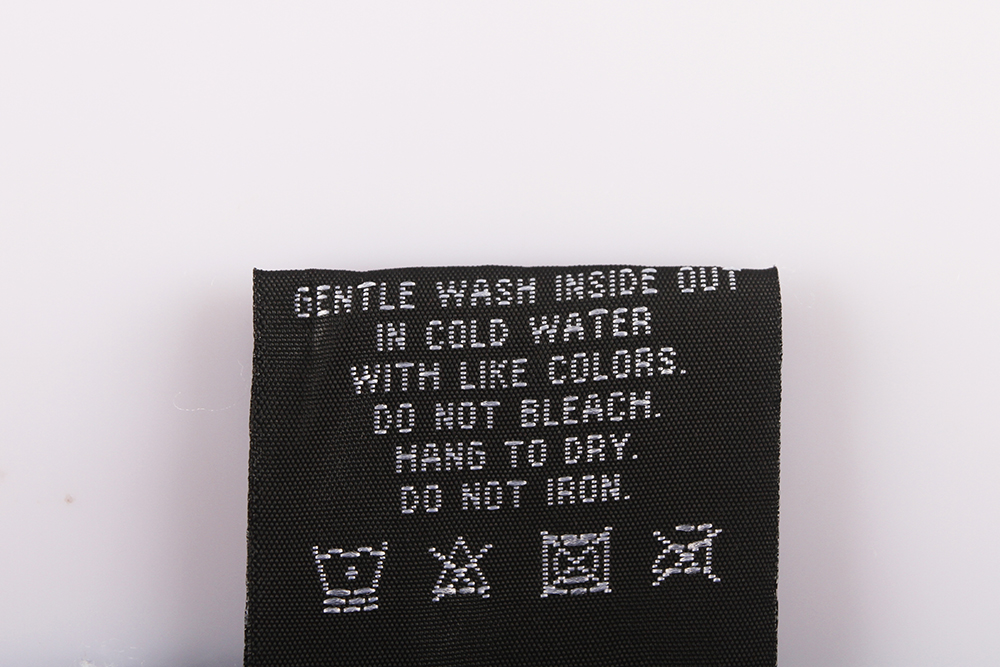 GENTLE WASH INSIDE OUT
IN COLD WATER
WITH LIKE COLORS.
DO NOT BLEACH.
HANG TO DRY.
DO NOT IRON.